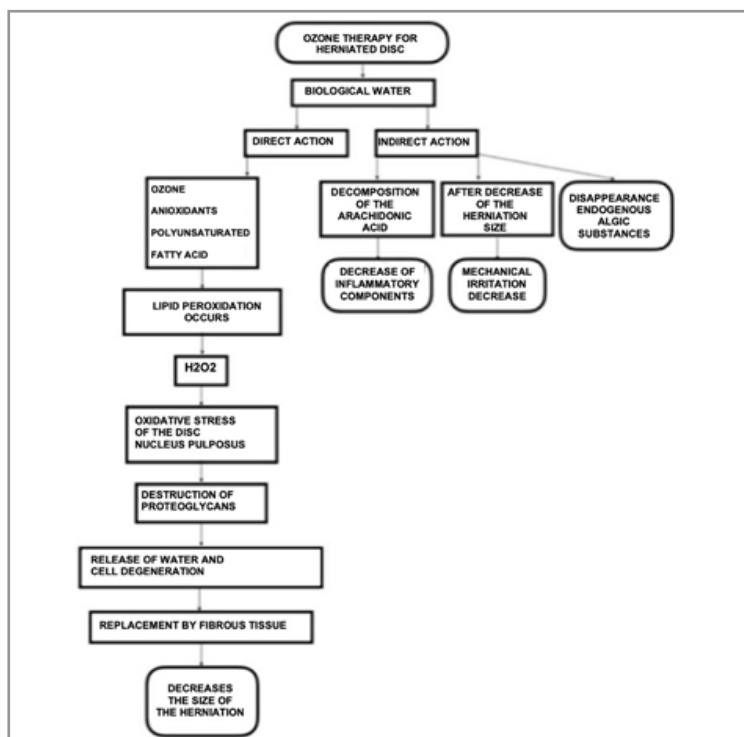 OZONE THERAPY FOR
HERNIATED DISC
BIOLOGICAL WATER
DIRECT ACTION
INDIRECT ACTION
OZONE
ANIOXIDANTS
POLYUNSATURATED
FATTY ACID
DECOMPOSITION
OF THE
ARACHIDONIC
ACID
AFTER DECREASE
OF THE
HERNIATION
SIZE
DISAPPEARANCE
ENDOGENOUS
ALGIC
SUBSTANCES
DECREASE OF
INFLAMMATORY
COMPONENTS
MECHANICAL
IRRITATION
DECREASE
LIPID PEROXIDATION
OCCURS
H2O2
OXIDATIVE STRESS
OF THE DISC
NUCLEUS PULPOSUS
DESTRUCTION OF
PROTEOGLYCANS
RELEASE OF WATER AND
CELL DEGENERATION
REPLACEMENT BY FIBROUS TISSUE
DECREASES
THE SIZE OF
THE HERNIATION